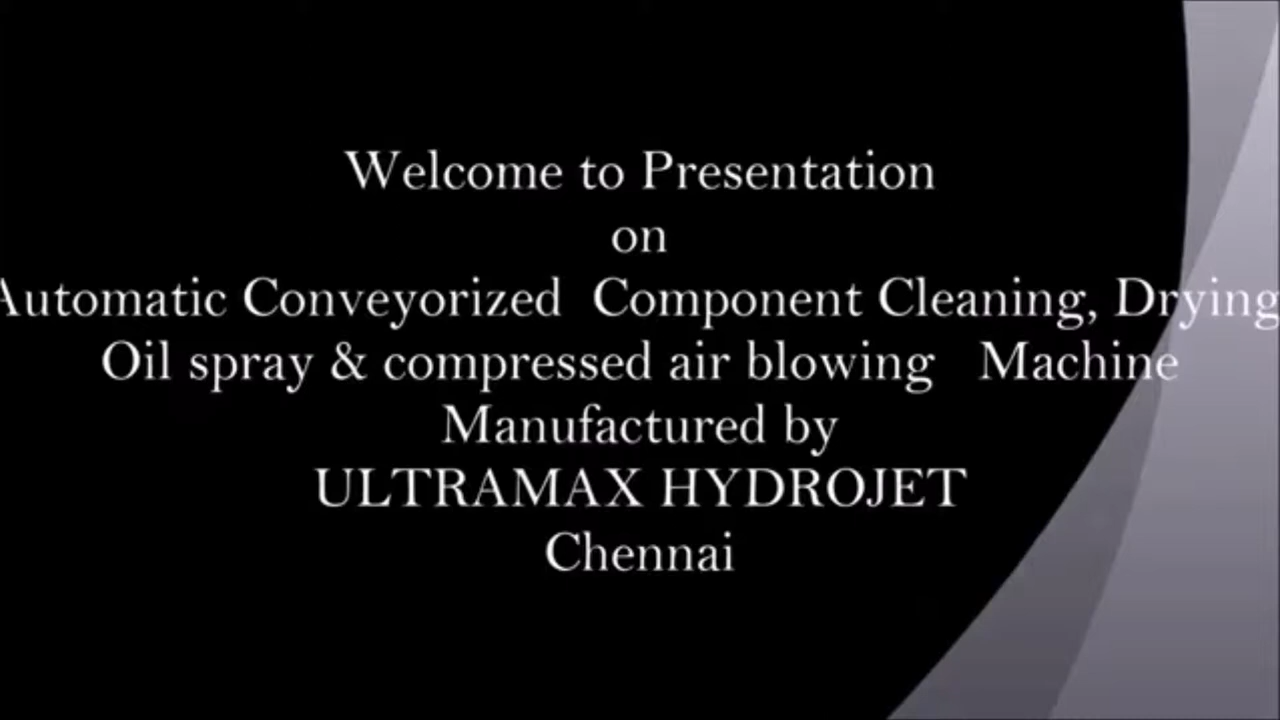 Welcome to Presentation
on
Automatic Conveyorized Component Cleaning, Drying
Oil spray & compressed air blowing Machine
Manufactured by
ULTRAMAX HYDROJET
Chennai